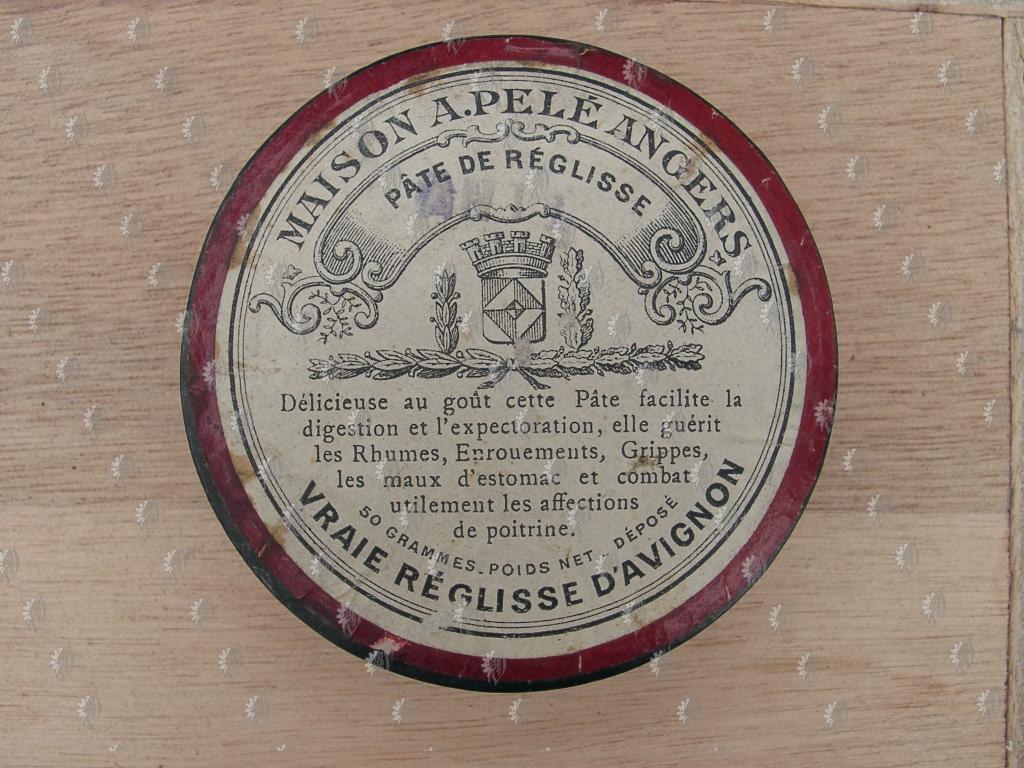 MAISON A. PELÉ ANGERS
PÂTE DE RÉGLISSE
Délicieuse au goût cette Pâte facilite la
digestion et l'expectoration, elle guérit
les Rhumes, Enrouements, Grippes,
les maux d'estomac et combat
utilement les affections
de poitrine.
50 GRAMMES-POIDS NET_ DÉPOSÉ
VRAIE RÉGLISSE D'AVIGNON